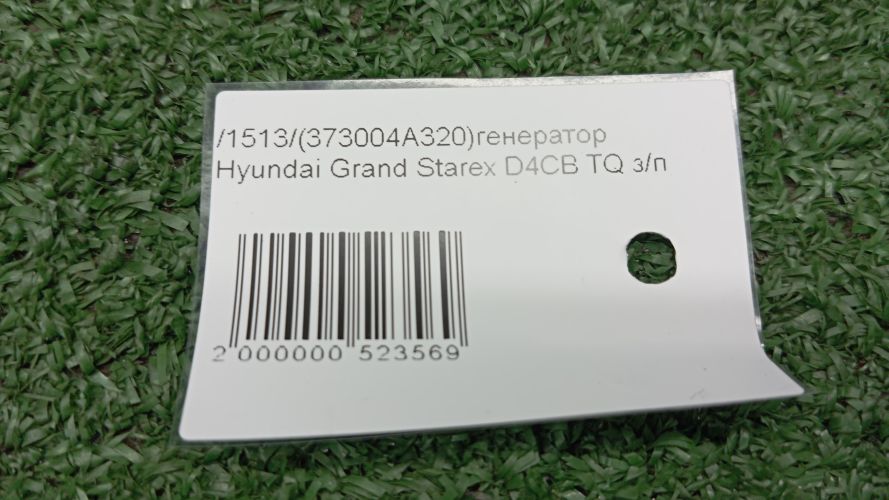 /1513/(373004A320)генератор
Hyundai Grand Starex D4CB TQ з/п
2 000000 523569